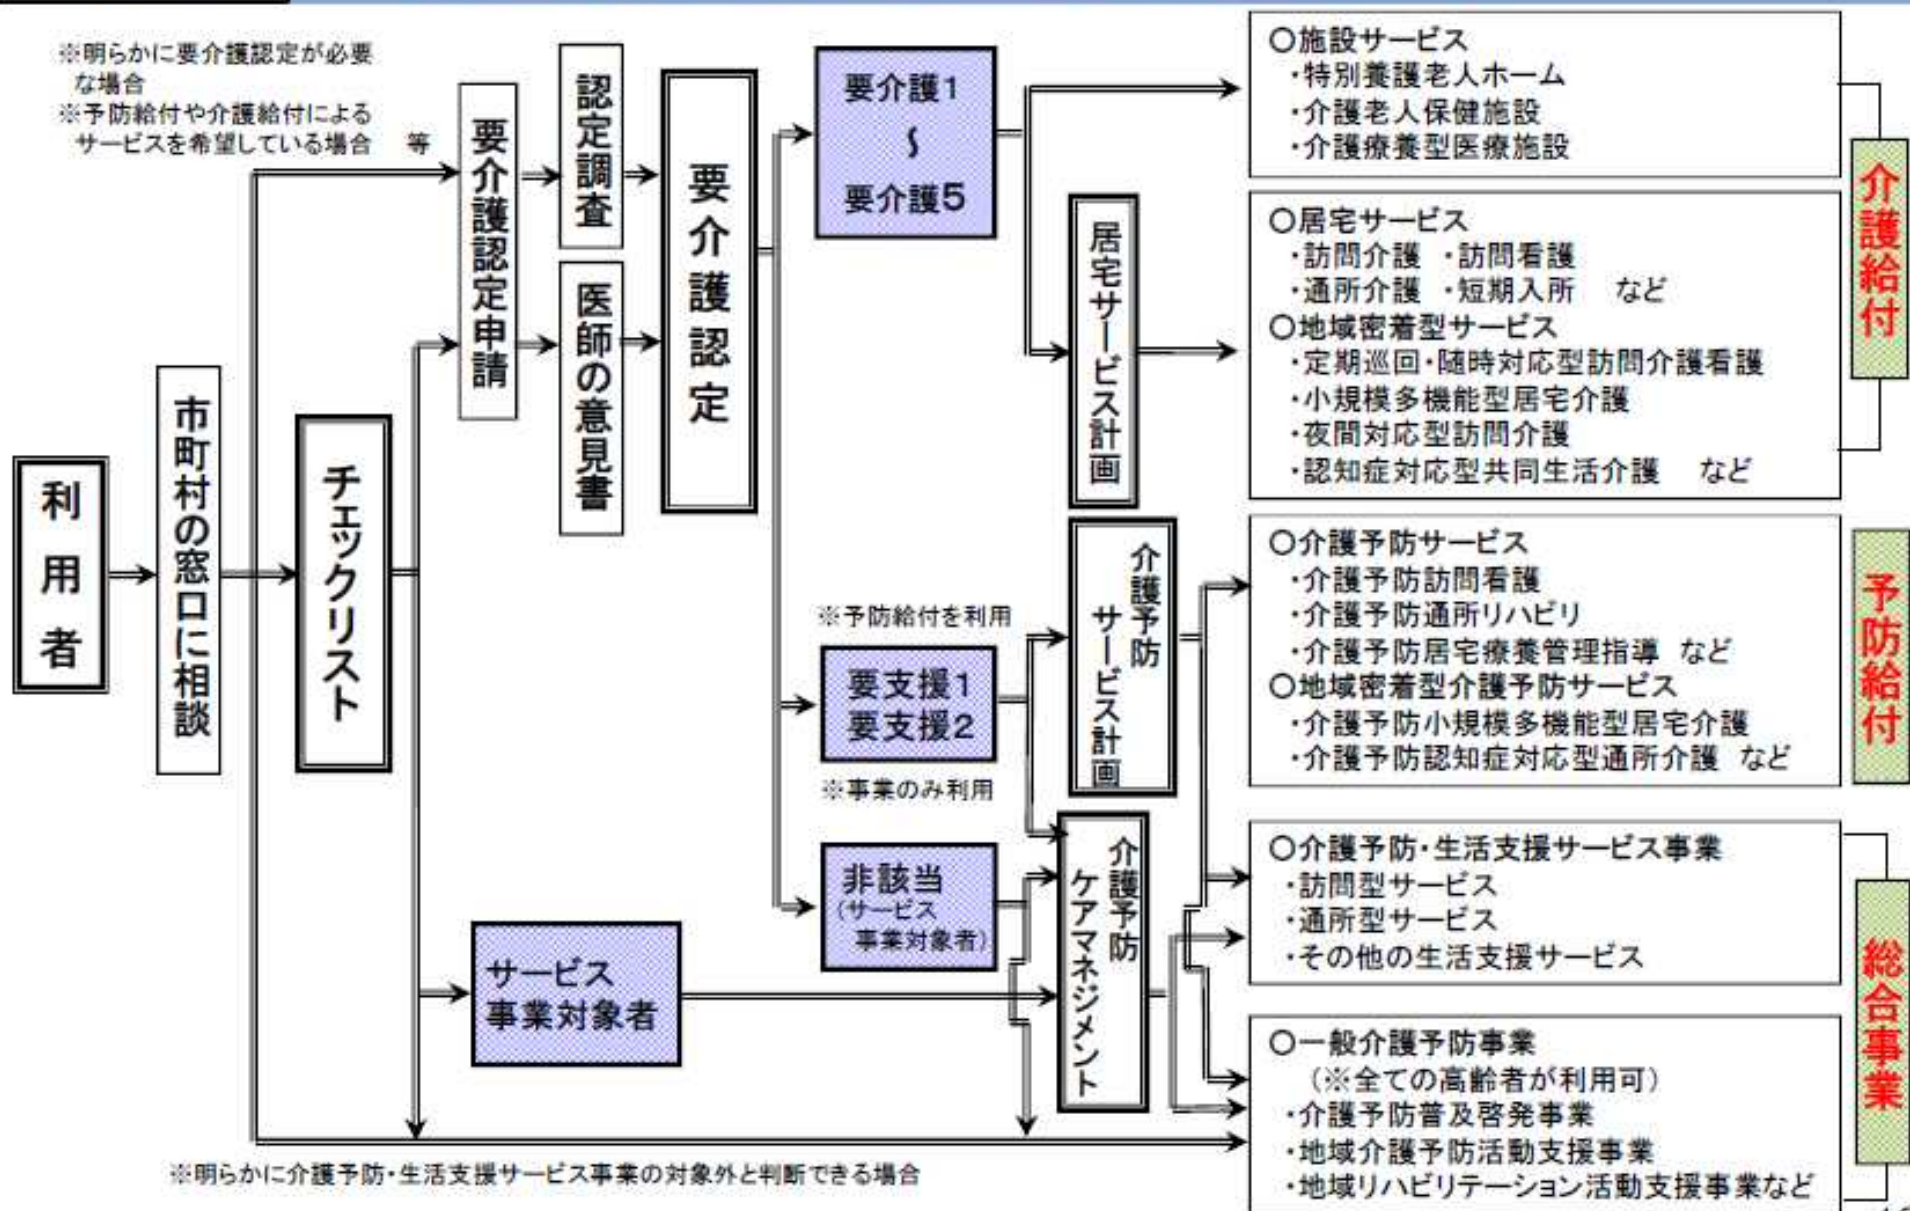 ※明らかに要介護認定が必要
な場合
※予防給付や介護給付による
サービスを希望している場合　等
利用者
市町村の窓口に相談
チェックリスト
要介護認定申請
認定調査
医師の意見書
要介護認定
要介護1
〜
要介護5
※予防給付を利用
要支援1
要支援2
※事業のみ利用
非該当
(サービス
事業対象者)
サービス
事業対象者
居宅サービス計画
介護予防
サービス計画
介護予防
ケアマネジメント
○施設サービス
・特別養護老人ホーム
・介護老人保健施設
・介護療養型医療施設
○居宅サービス
・訪問介護　・訪問看護
・通所介護　・短期入所　など
○地域密着型サービス
・定期巡回・随時対応型訪問介護看護
・小規模多機能型居宅介護
・夜間対応型訪問介護
・認知症対応型共同生活介護　など
介護給付
○介護予防サービス
・介護予防訪問看護
・介護予防通所リハビリ
・介護予防居宅療養管理指導　など
○地域密着型介護予防サービス
・介護予防小規模多機能型居宅介護
・介護予防認知症対応型通所介護　など
予防給付
○介護予防・生活支援サービス事業
・訪問型サービス
・通所型サービス
・その他の生活支援サービス
○一般介護予防事業
(※全ての高齢者が利用可)
・介護予防普及啓発事業
・地域介護予防活動支援事業
・地域リハビリテーション活動支援事業など
総合事業
※明らかに介護予防・生活支援サービス事業の対象外と判断できる場合